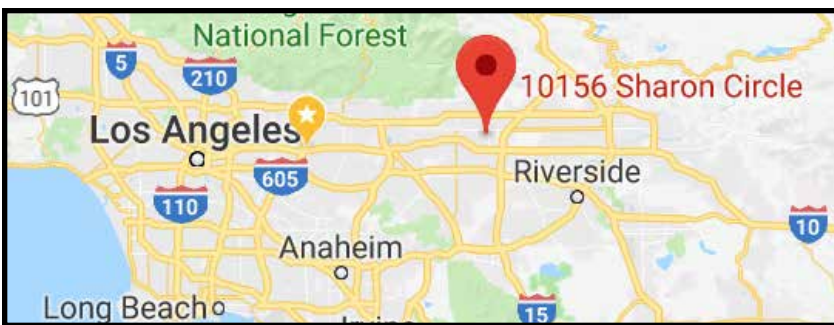 National Forest
5
210
101
10156 Sharon Circle
Los Angeles
605
Riverside
110
10
Anaheim
Long Beach
15